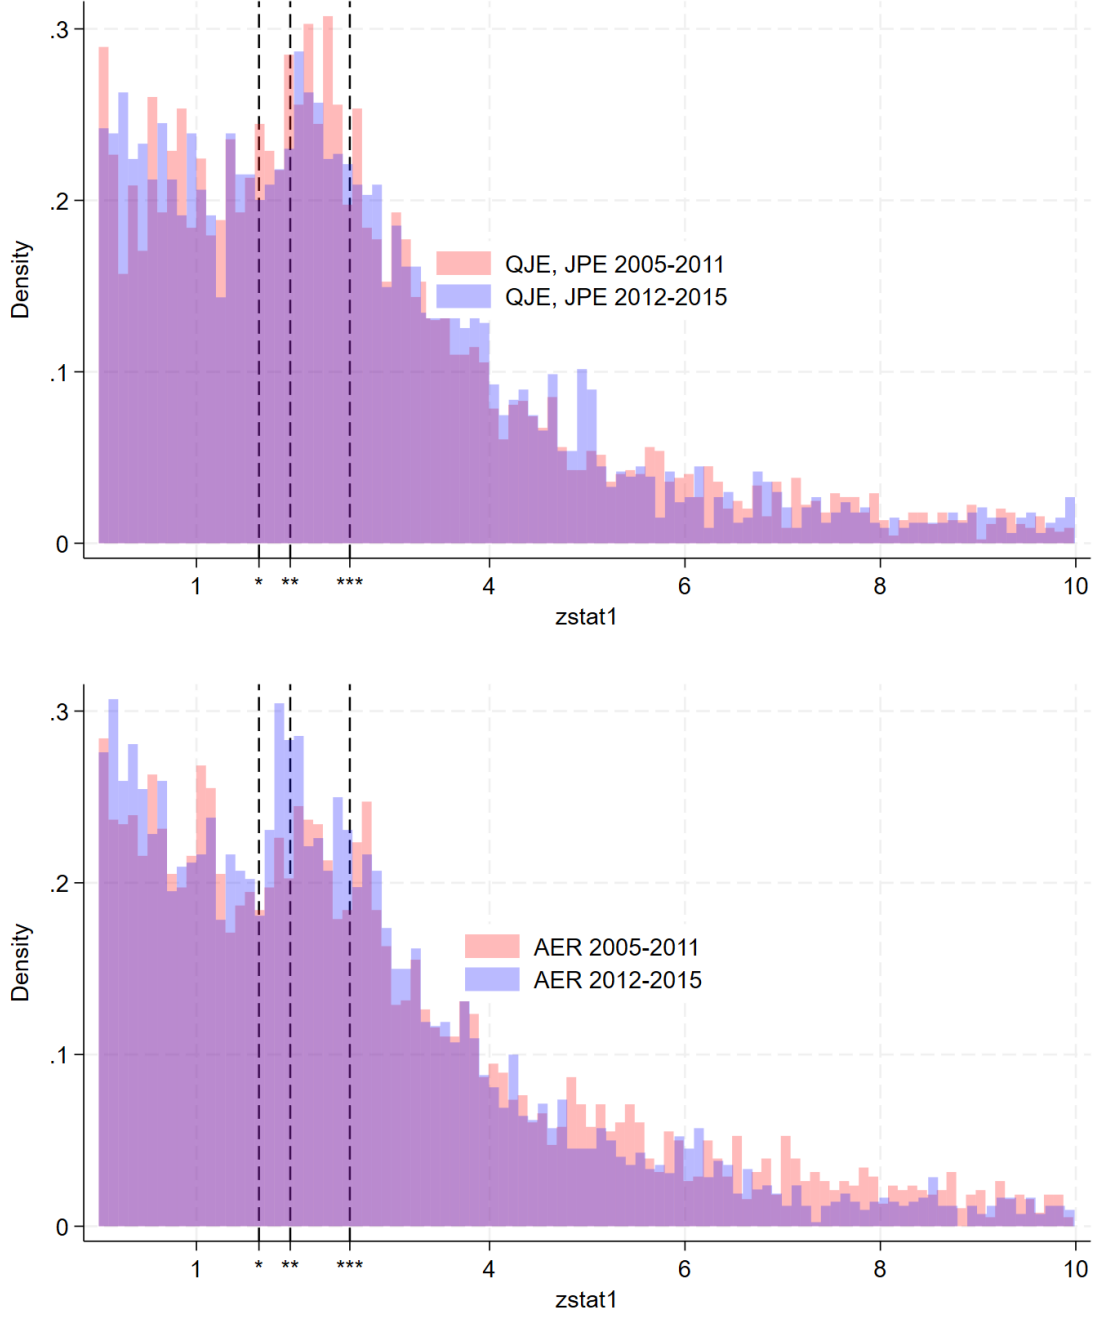 .3
.2
.1
0
Density
QJE, JPE 2005-2011
QJE, JPE 2012-2015
1 * ** *** 4 6 8 10
zstat1
.3
.2
.1
0
Density
AER 2005-2011
AER 2012-2015
1 * ** *** 4 6 8 10
zstat1